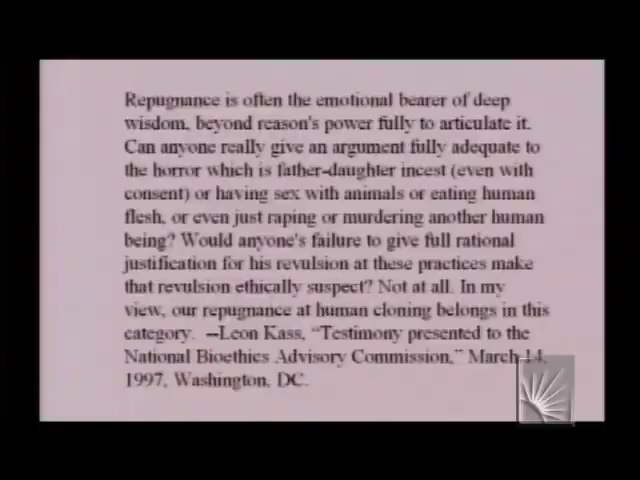 Repugnance is often the emotional bearer of deep
wisdom, beyond reason's power fully to articulate it.
Can anyone really give an argument fully adequate to
the horror which is father-daughter incest (even with
consent) or having sex with animals or eating human
flesh, or even just raping or murdering another human
being? Would anyone's failure to give full rational
justification for his revulsion at these practices make
that revulsion ethically suspect? Not at all. In my
view, our repugnance at human cloning belongs in this
category. --Leon Kass, “Testimony presented to the
National Bioethics Advisory Commission,” March 14,
1997, Washington, DC.